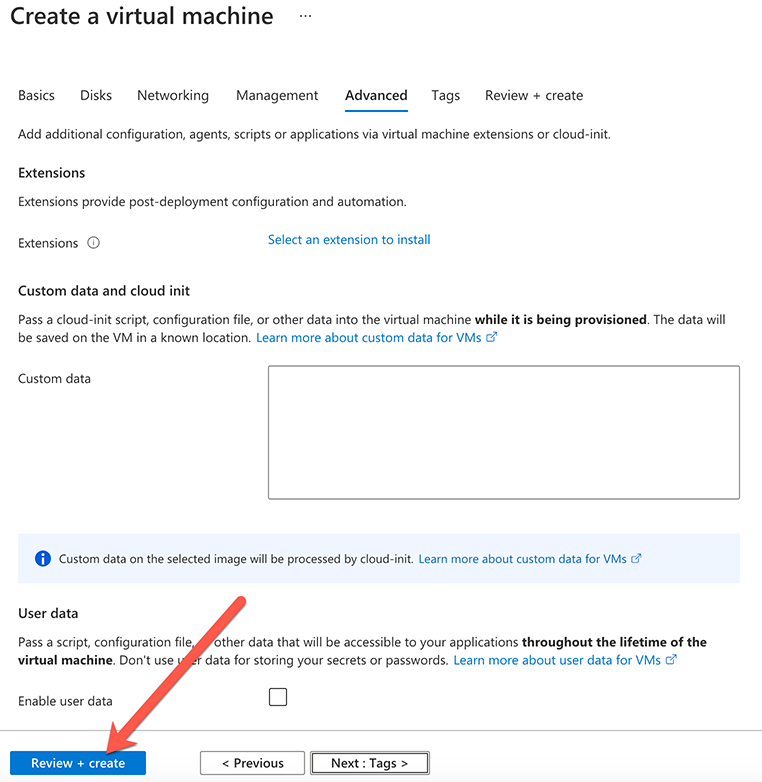 Create a virtual machine ...
Basics Disks Networking Management Advanced Tags Review + create
Add additional configuration, agents, scripts or applications via virtual machine extensions or cloud-init.
Extensions
Extensions provide post-deployment configuration and automation.
Extensions
Select an extension to install
Custom data and cloud init
Pass a cloud-init script, configuration file, or other data into the virtual machine while it is being provisioned. The data will
be saved on the VM in a known location. Learn more about custom data for VMs
Custom data
Custom data on the selected image will be processed by cloud-init. Learn more about custom data for VMs
User data
Pass a script, configuration file, other data that will be accessible to your applications throughout the lifetime of the
virtual machine. Don't use user data for storing your secrets or passwords. Learn more about user data for VMs
Enable user data
Review + create < Previous Next : Tags >